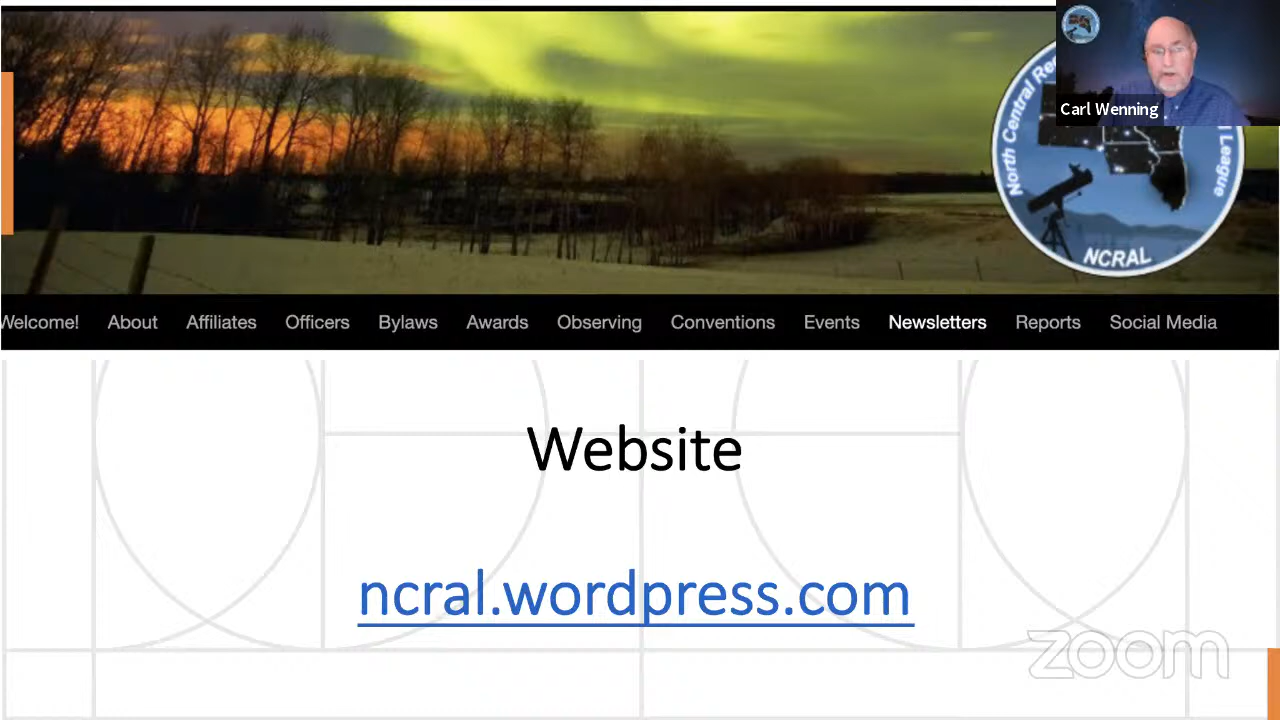 Carl Wenning
North Central Re
League
NCRAL
Welcome! About Affiliates Officers Bylaws Awards Observing Conventions Events Newsletters Reports Social Media
Website
ncral.wordpress.com
zoom